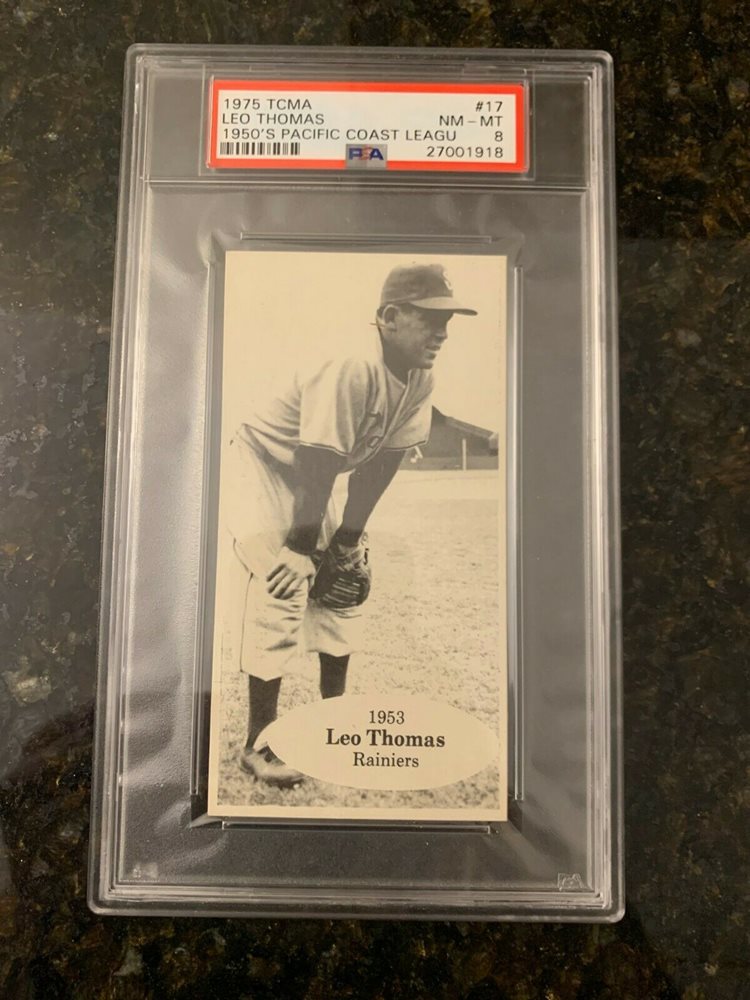 1975 TCMA #17
LEO THOMAS NM - MT
1950'S PACIFIC COAST LEAGU 8
PSA 27001918
1953
Leo Thomas
Rainiers